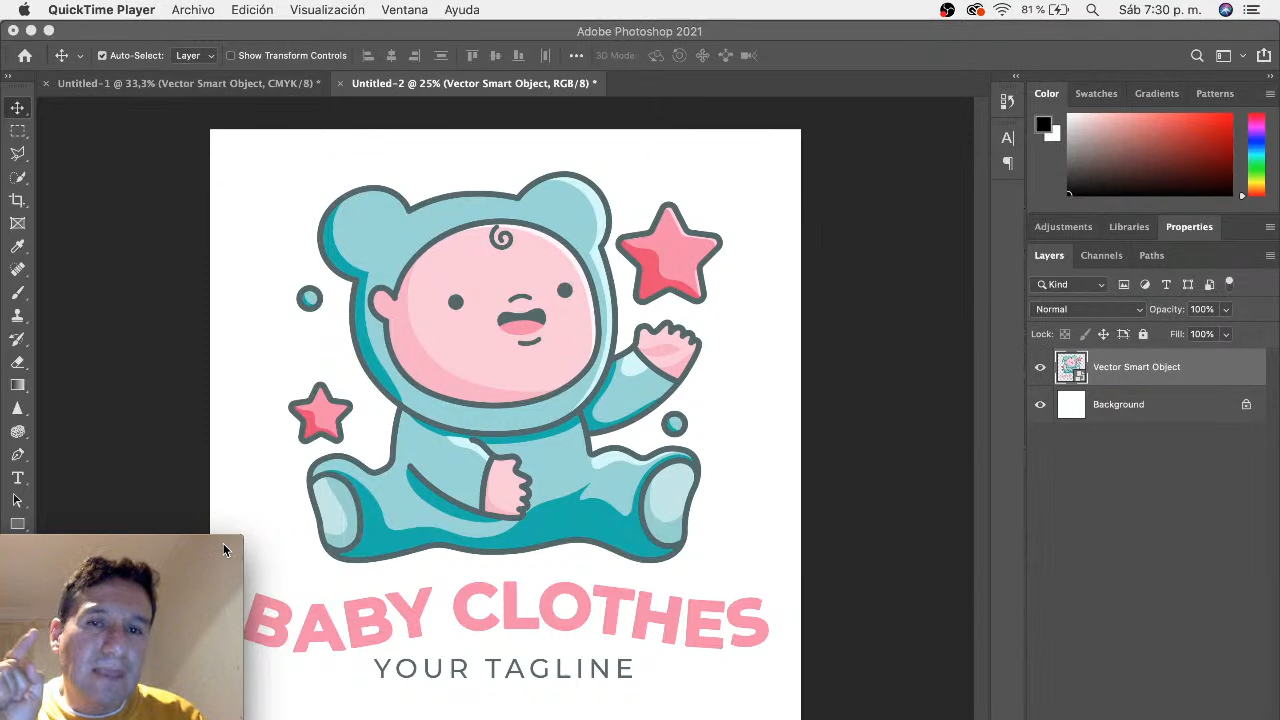 QuickTime Player Archivo Edición Visualización Ventana Ayuda 81 % Sáb 7:30 p. m.
Adobe Photoshop 2021
Auto-Select: Layer Show Transform Controls 3D Mode:
Untitled-1 @ 33,3% (Vector Smart Object, CMYK/8) * Untitled-2 @ 25% (Vector Smart Object, RGB/8) *
Color Swatches Gradients Patterns
Adjustments Libraries Properties
Layers Channels Paths
Kind
Normal Opacity: 100%
Lock: Fill: 100%
Vector Smart Object
Background
BABY CLOTHES
YOUR TAGLINE